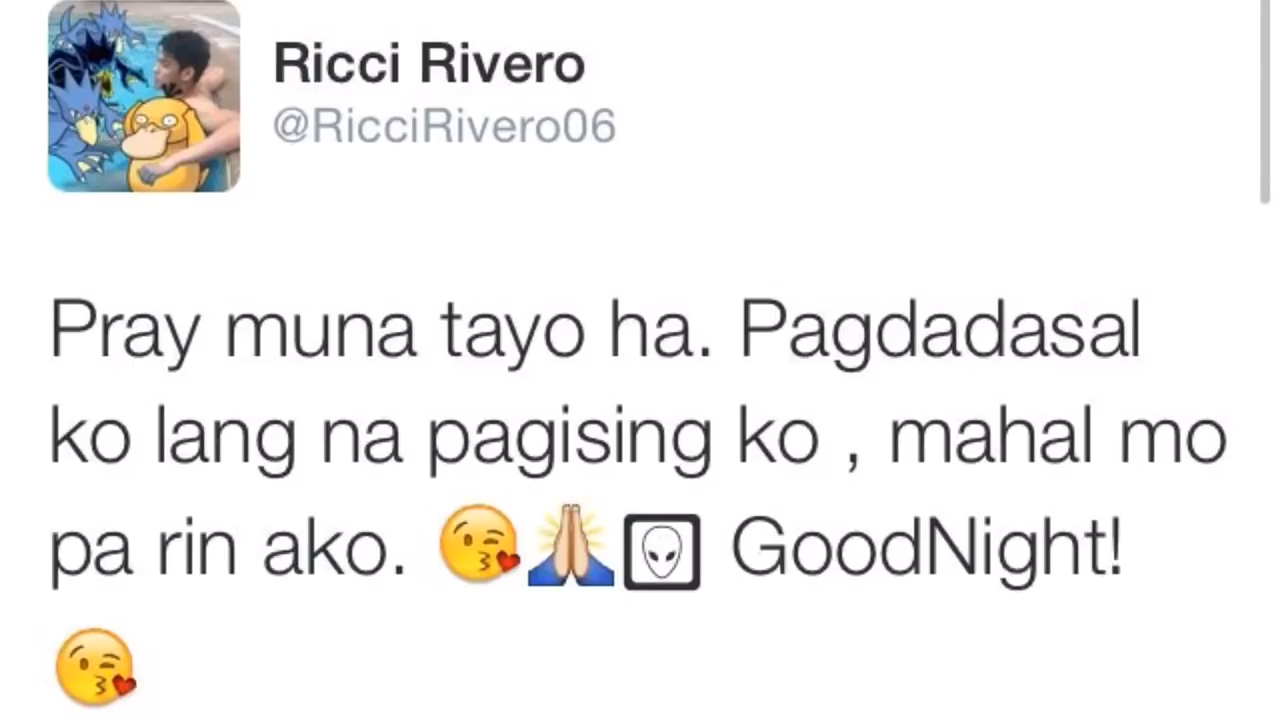 Ricci Rivero
@RicciRivero06
Pray muna tayo ha. Pagdadasal
ko lang na pagising ko , mahal mo
pa rin ako. 😘🙏👽 GoodNight!
😘